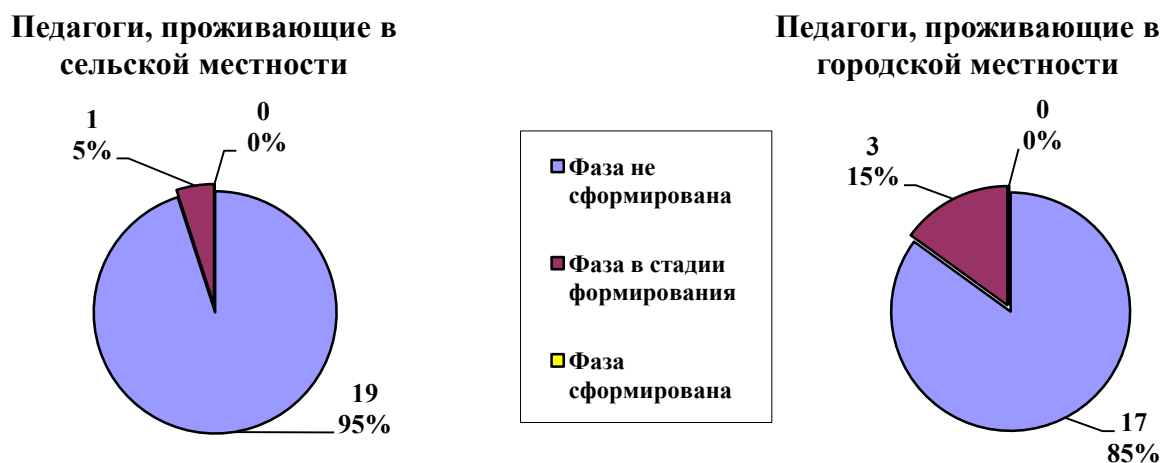 Педагоги, проживающие в
сельской местности
1
5%
0
0%
19
95%
Фаза не
сформирована
Фаза в стадии
формирования
Фаза
сформирована
Педагоги, проживающие в
городской местности
3
15%
0
0%
17
85%